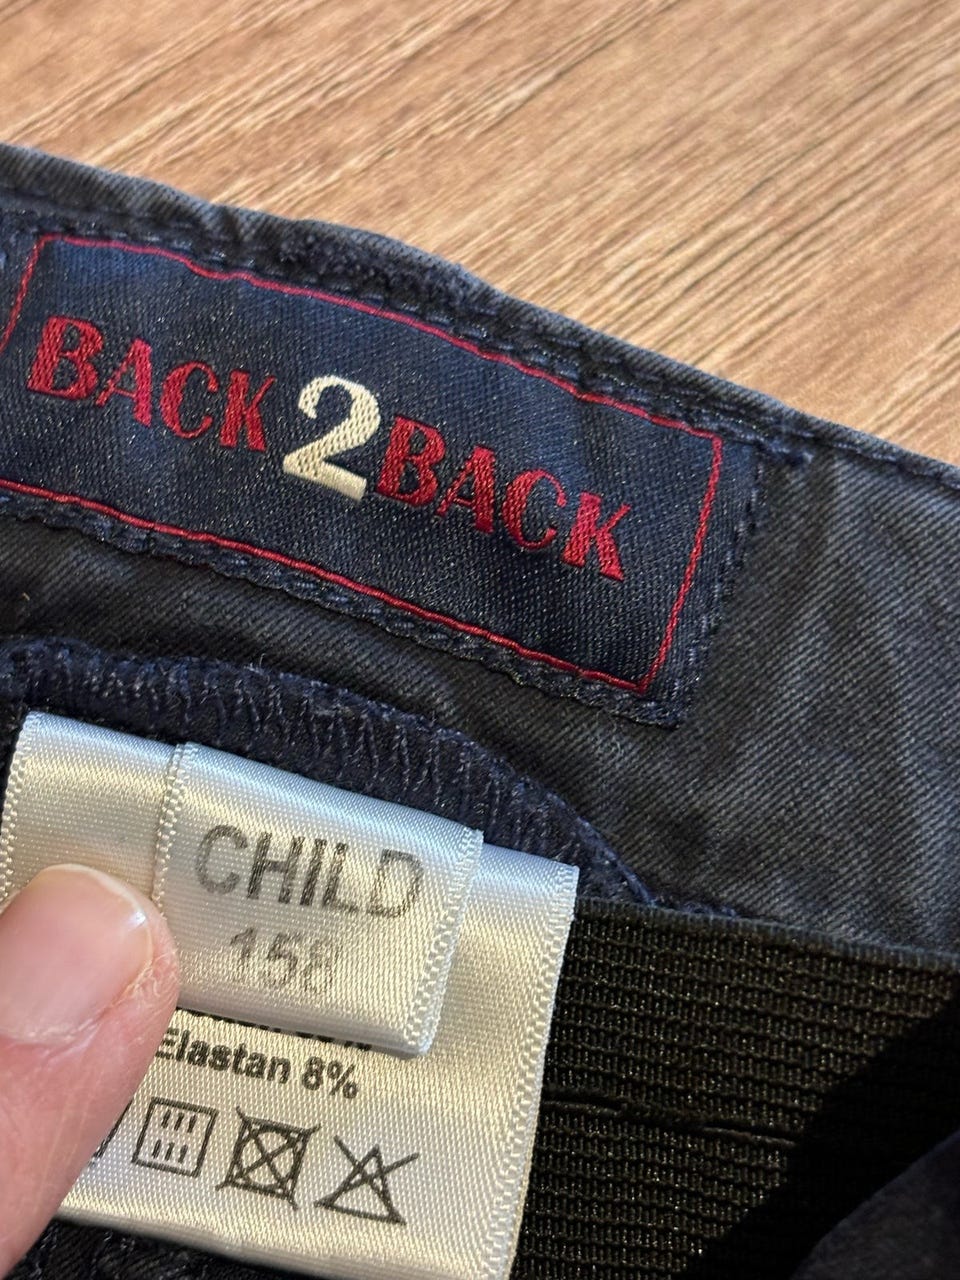 BACK2BACK
CHILD
158
Elastan 8%